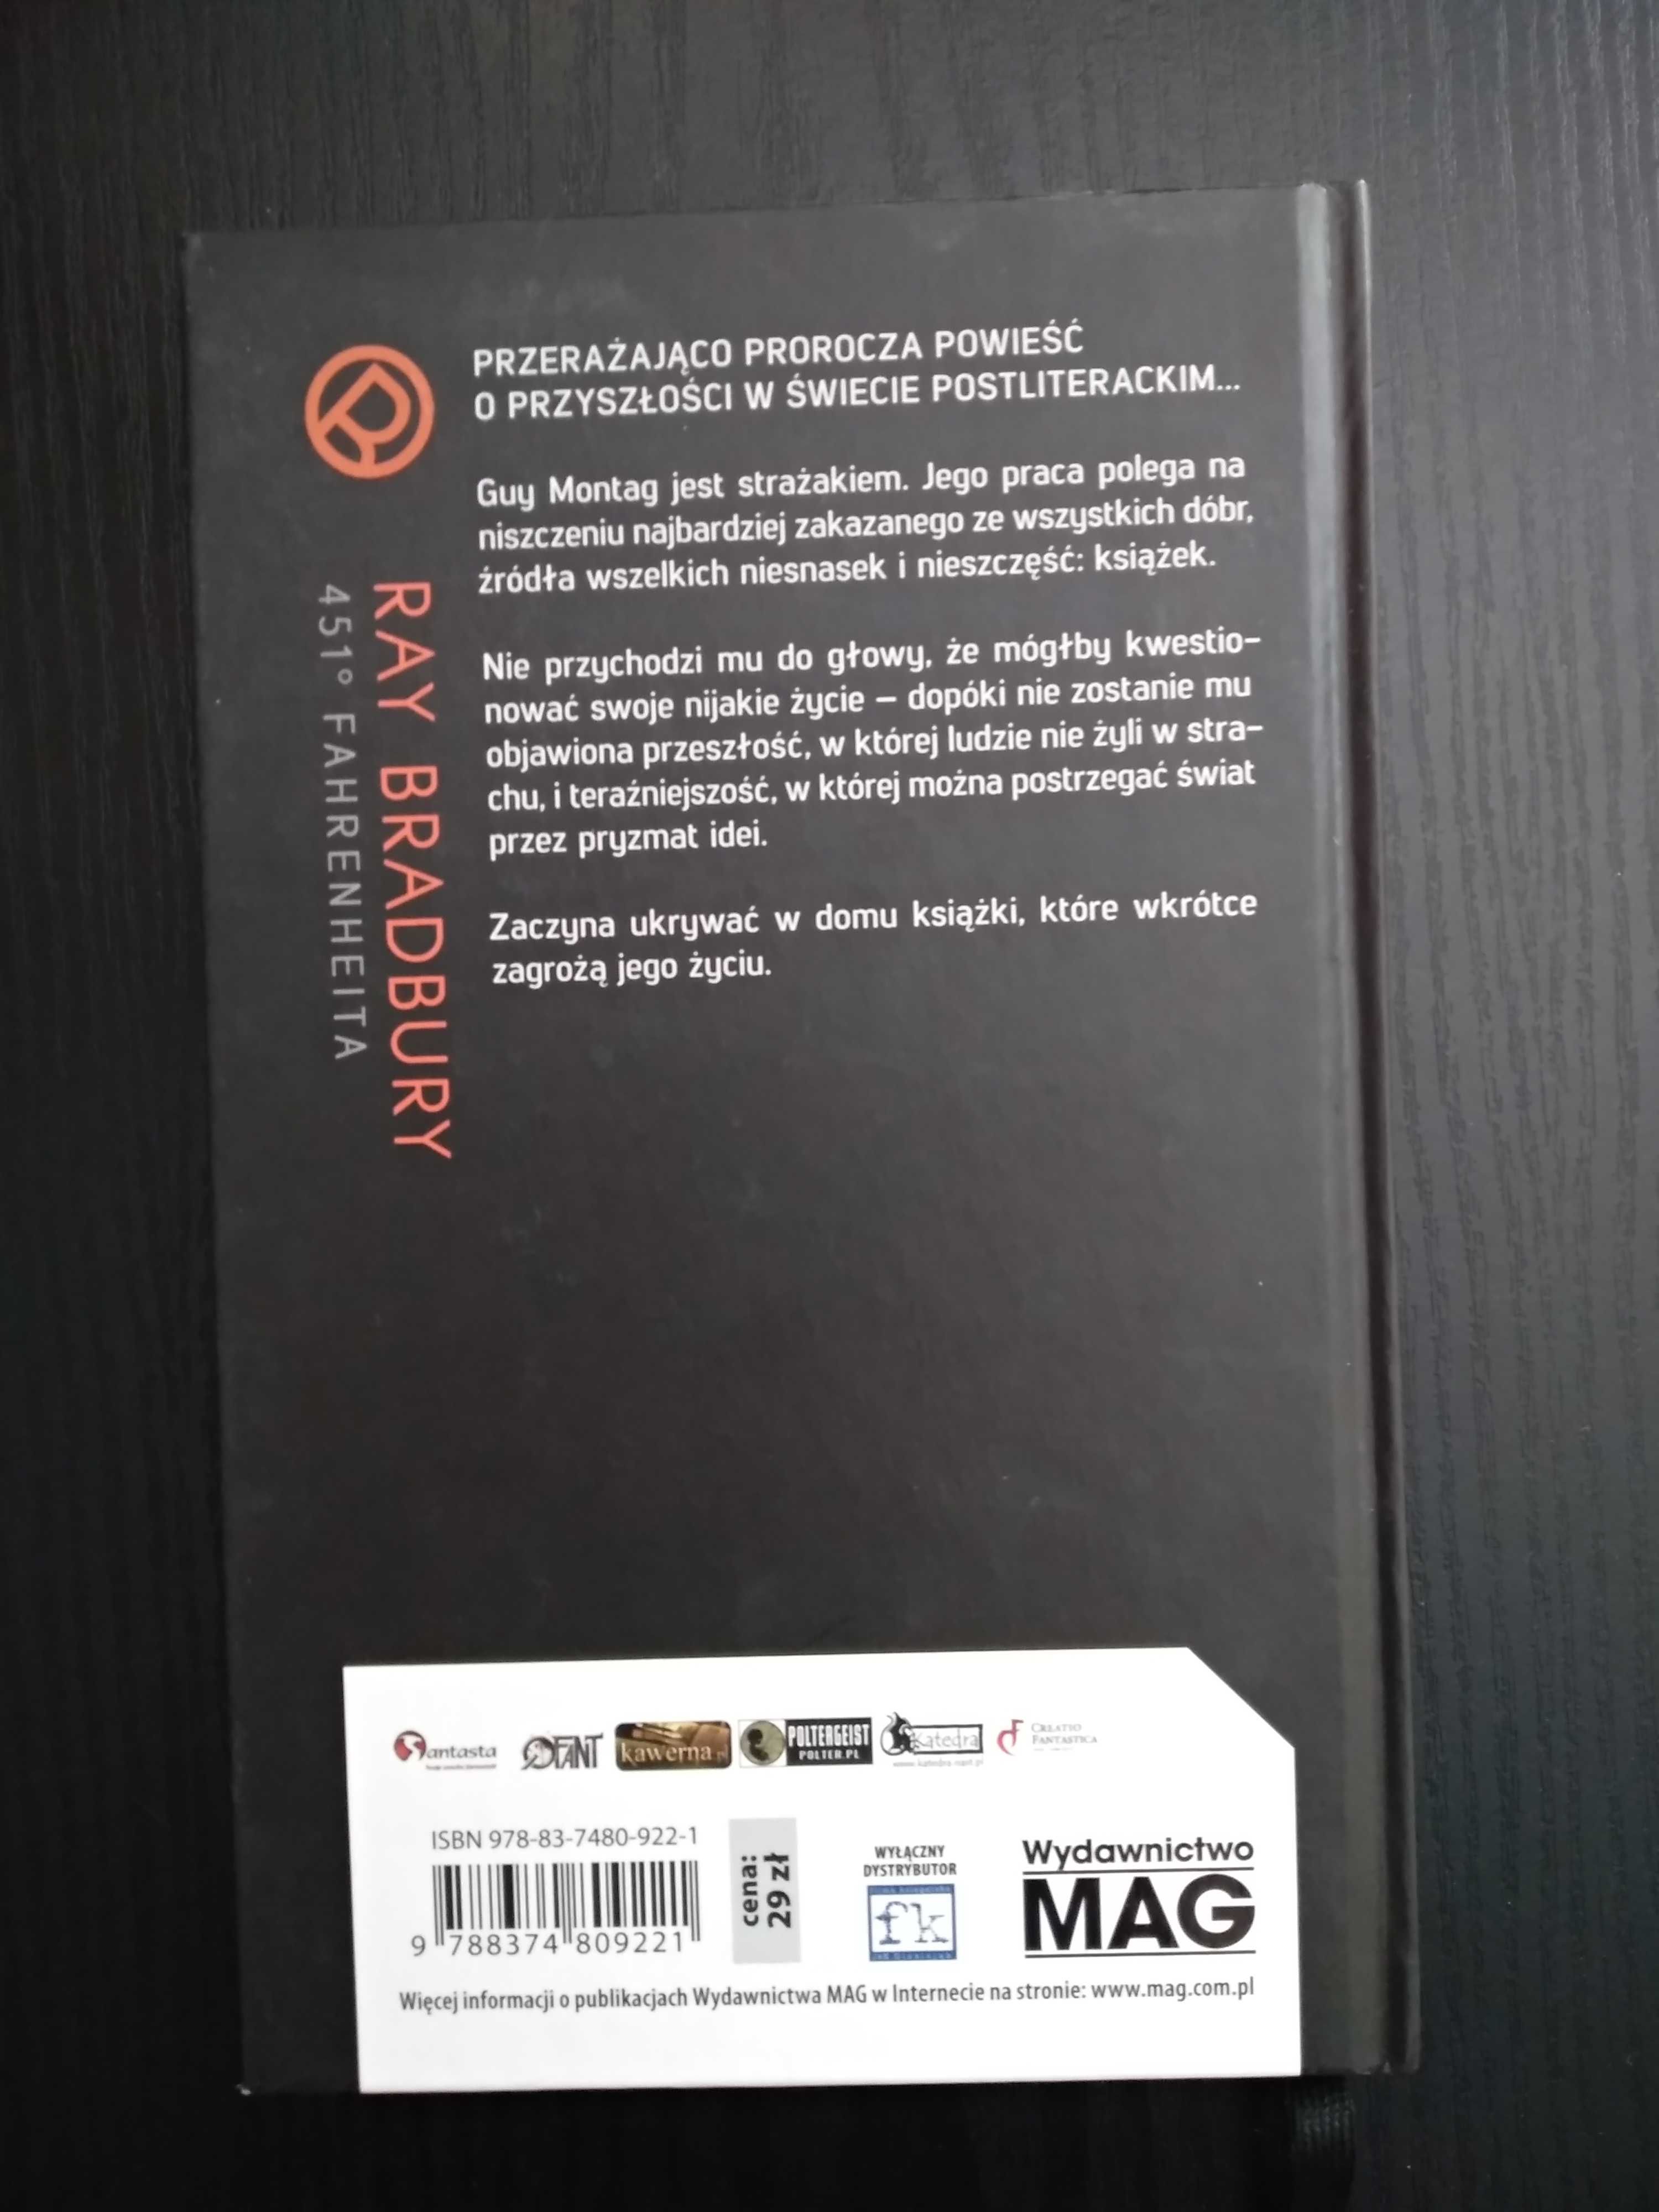 PRZERAŻAJĄCO PROROCZA POWIEŚĆ
O PRZYSZŁOŚCI W ŚWIECIE POSTLITERACKIM...
Guy Montag jest strażakiem. Jego praca polega na
niszczeniu najbardziej zakazanego ze wszystkich dóbr,
źródła wszelkich niesnasek i nieszczęść: książek.
Nie przychodzi mu do głowy, że mógłby kwestio-
nować swoje nijakie życie – dopóki nie zostanie mu
objawiona przeszłość, w której ludzie nie żyli w stra-
chu, i teraźniejszość, w której można postrzegać świat
przez pryzmat idei.
Zaczyna ukrywać w domu książki, które wkrótce
zagrożą jego życiu.
RAY BRADBURY
451° FAHRENHEITA
fantasta
QFANT
kawerna.pl
POLTERGEIST
POLTER.PL
Katedra
CREATIO
FANTASTICA
ISBN 978-83-7480-922-1
9 788374 809221
cena:
29 zł
WYŁĄCZNY
DYSTRYBUTOR
fk
Wydawnictwo
MAG
Więcej informacji o publikacjach Wydawnictwa MAG w Internecie na stronie: www.mag.com.pl